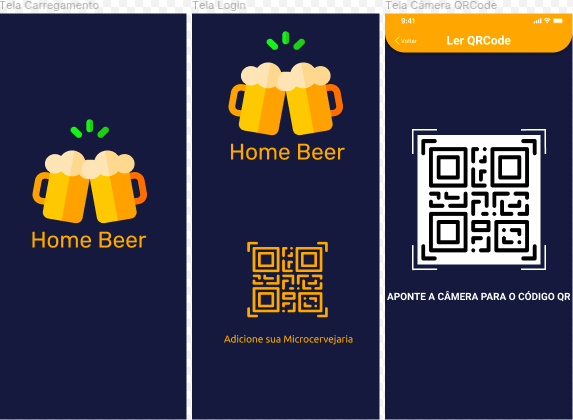 Tela Carregamento
Home Beer
Tela Login
Home Beer
Adicione sua Microcervejaria
Tela Câmera QRCode
9:41
Voltar
Ler QRCode
APONTE A CÂMERA PARA O CÓDIGO QR